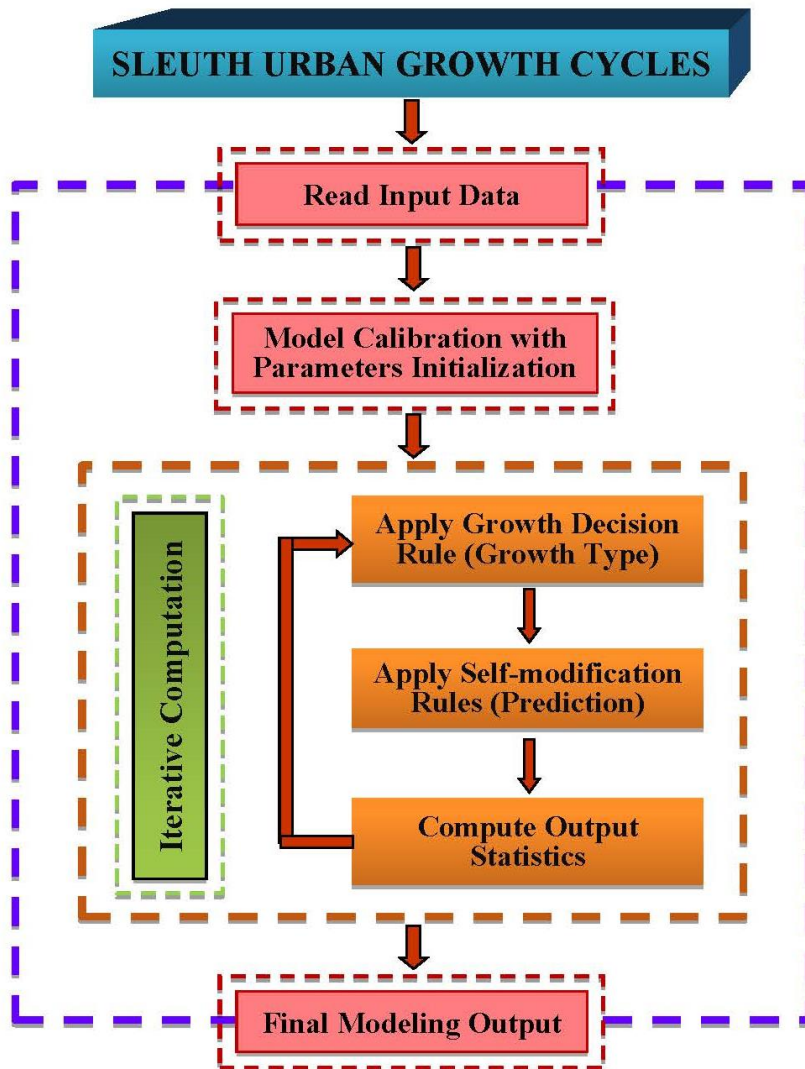 SLEUTH URBAN GROWTH CYCLES
Read Input Data
Model Calibration with
Parameters Initialization
Iterative Computation
Apply Growth Decision
Rule (Growth Type)
Apply Self-modification
Rules (Prediction)
Compute Output
Statistics
Final Modeling Output